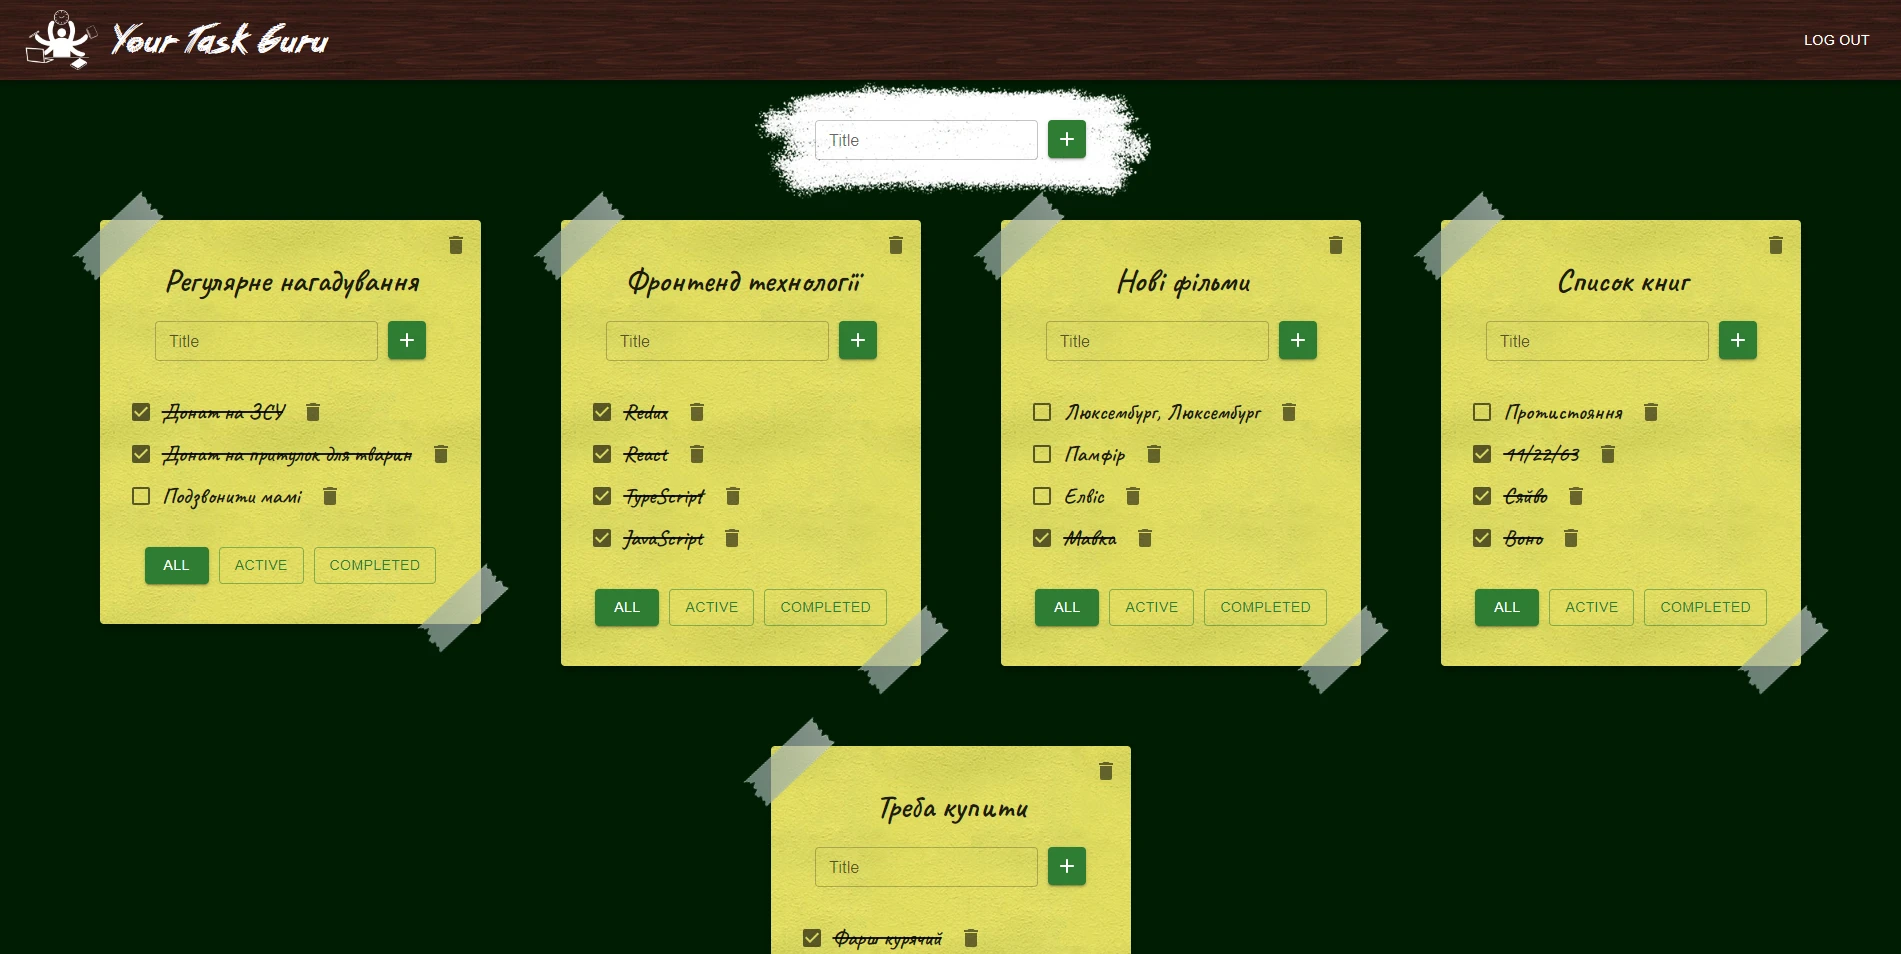 Your Task Guru
LOG OUT
Title
Регулярне нагадування
Title
Донат на ЗСУ
Донат на притулок для тварин
Подзвонити мамі
ALL ACTIVE COMPLETED
Фронтенд технології
Title
Redux
React
TypeScript
JavaScript
ALL ACTIVE COMPLETED
Нові фільми
Title
Люксембург, Люксембург
Памфір
Елвіс
Мавка
ALL ACTIVE COMPLETED
Список книг
Title
Протистояння
11/22/63
Сяйво
Воно
ALL ACTIVE COMPLETED
Треба купити
Title
Фарш курячий